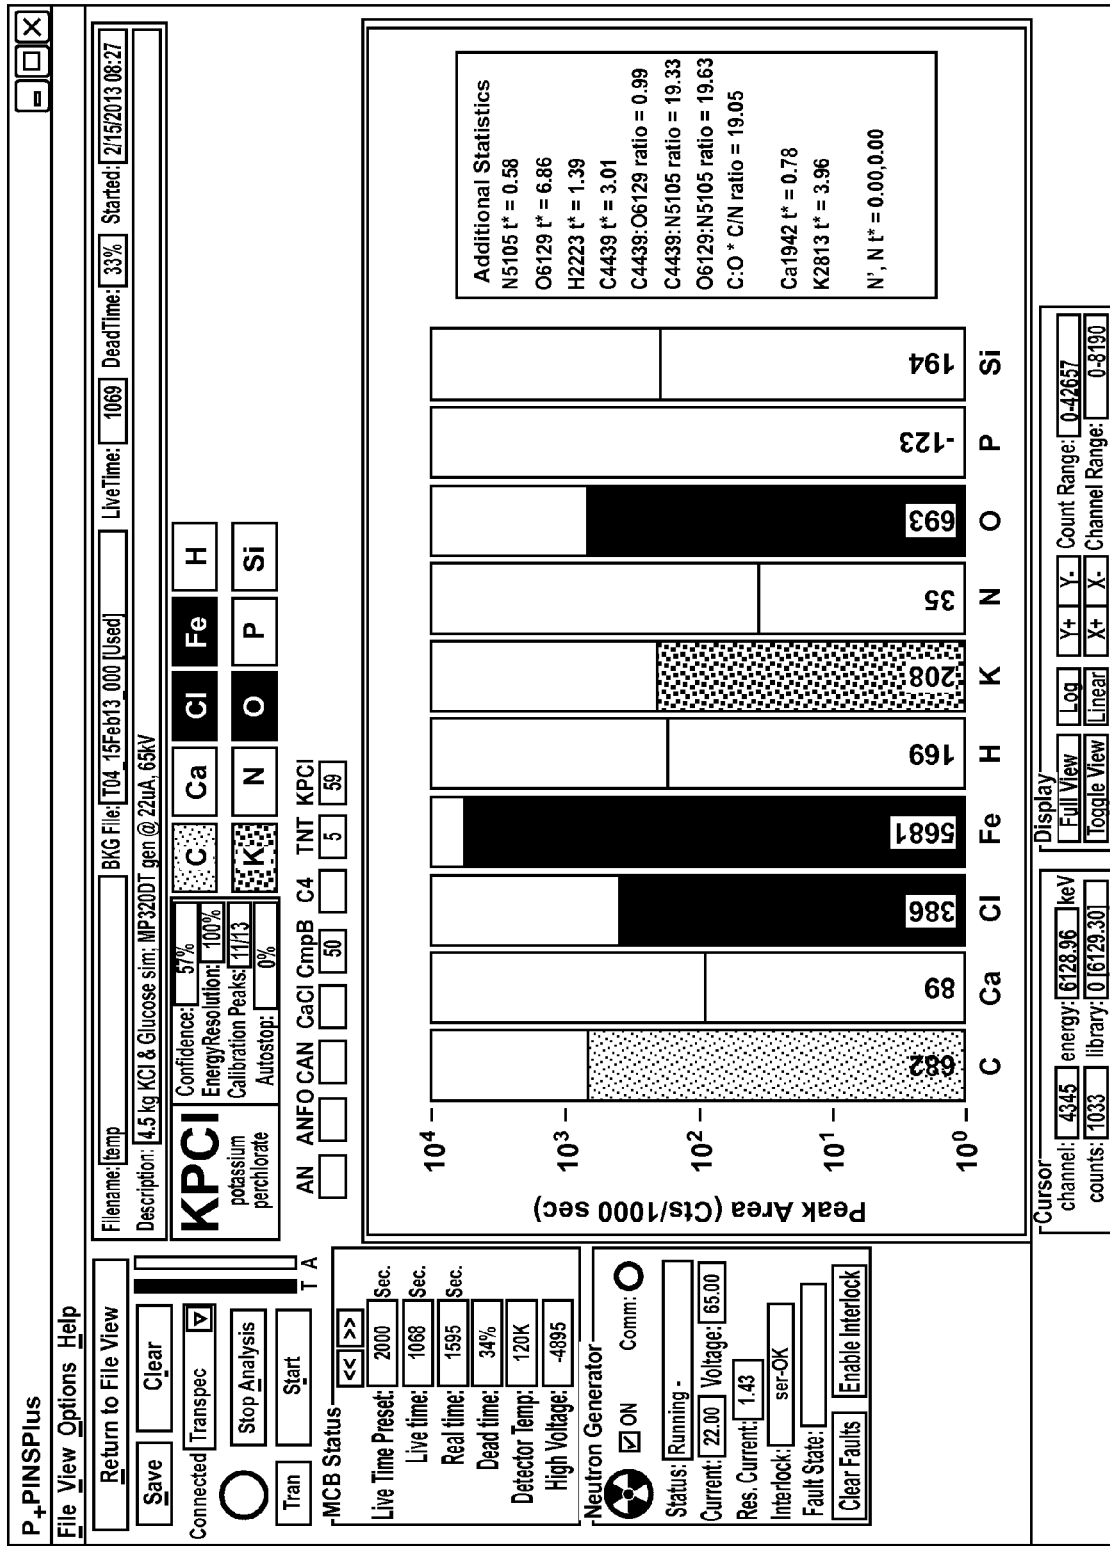 P+PINSPlus
File View Options Help
Return to File View
Save Clear
Connected Transpec
Stop Analysis
Tran Start
T A
MCB Status
<< >>
Live Time Preset: 2000 Sec.
Live time: 1068 Sec.
Real time: 1595 Sec.
Dead time: 34%
Detector Temp: 120K
High Voltage: -4895
Neutron Generator
ON Comm:
Status: Running -
Current: 22.00 Voltage: 65.00
Res. Current: 1.43
Interlock: ser-OK
Fault State:
Clear Faults Enable Interlock
Filename: temp BKG File: T04_15Feb13_000 [Used] LiveTime: 1069 DeadTime: 33% Started: 2/15/2013 08:27
Description: 4.5 kg KCl & Glucose sim; MP320DT gen @ 22uA, 65kV
KPCl
potassium
perchlorate
Confidence: 57%
EnergyResolution: 100%
Calibration Peaks: 11/13
Autostop: 0%
C Ca Cl Fe H
K N O P Si
AN ANFO CAN CaCl CmpB C4 TNT KPCl
50 5 59
Peak Area (Cts/1000 sec)
10⁴
10³
10²
10¹
10⁰
682 89 386 5681 169 208 35 693 -123 194
C Ca Cl Fe H K N O P Si
Additional Statistics
N5105 t* = 0.58
O6129 t* = 6.86
H2223 t* = 1.39
C4439 t* = 3.01
C4439:O6129 ratio = 0.99
C4439:N5105 ratio = 19.33
O6129:N5105 ratio = 19.63
C:O * C/N ratio = 19.05
Ca1942 t* = 0.78
K2813 t* = 3.96
N', N t* = 0.00,0.00
Cursor
channel: 4345 energy: 6128.96 keV
counts: 1033 library: 0 [6129.30]
Display
Full View Log Y+ Y- Count Range: 0-42657
Toggle View Linear X+ X- Channel Range: 0-8190